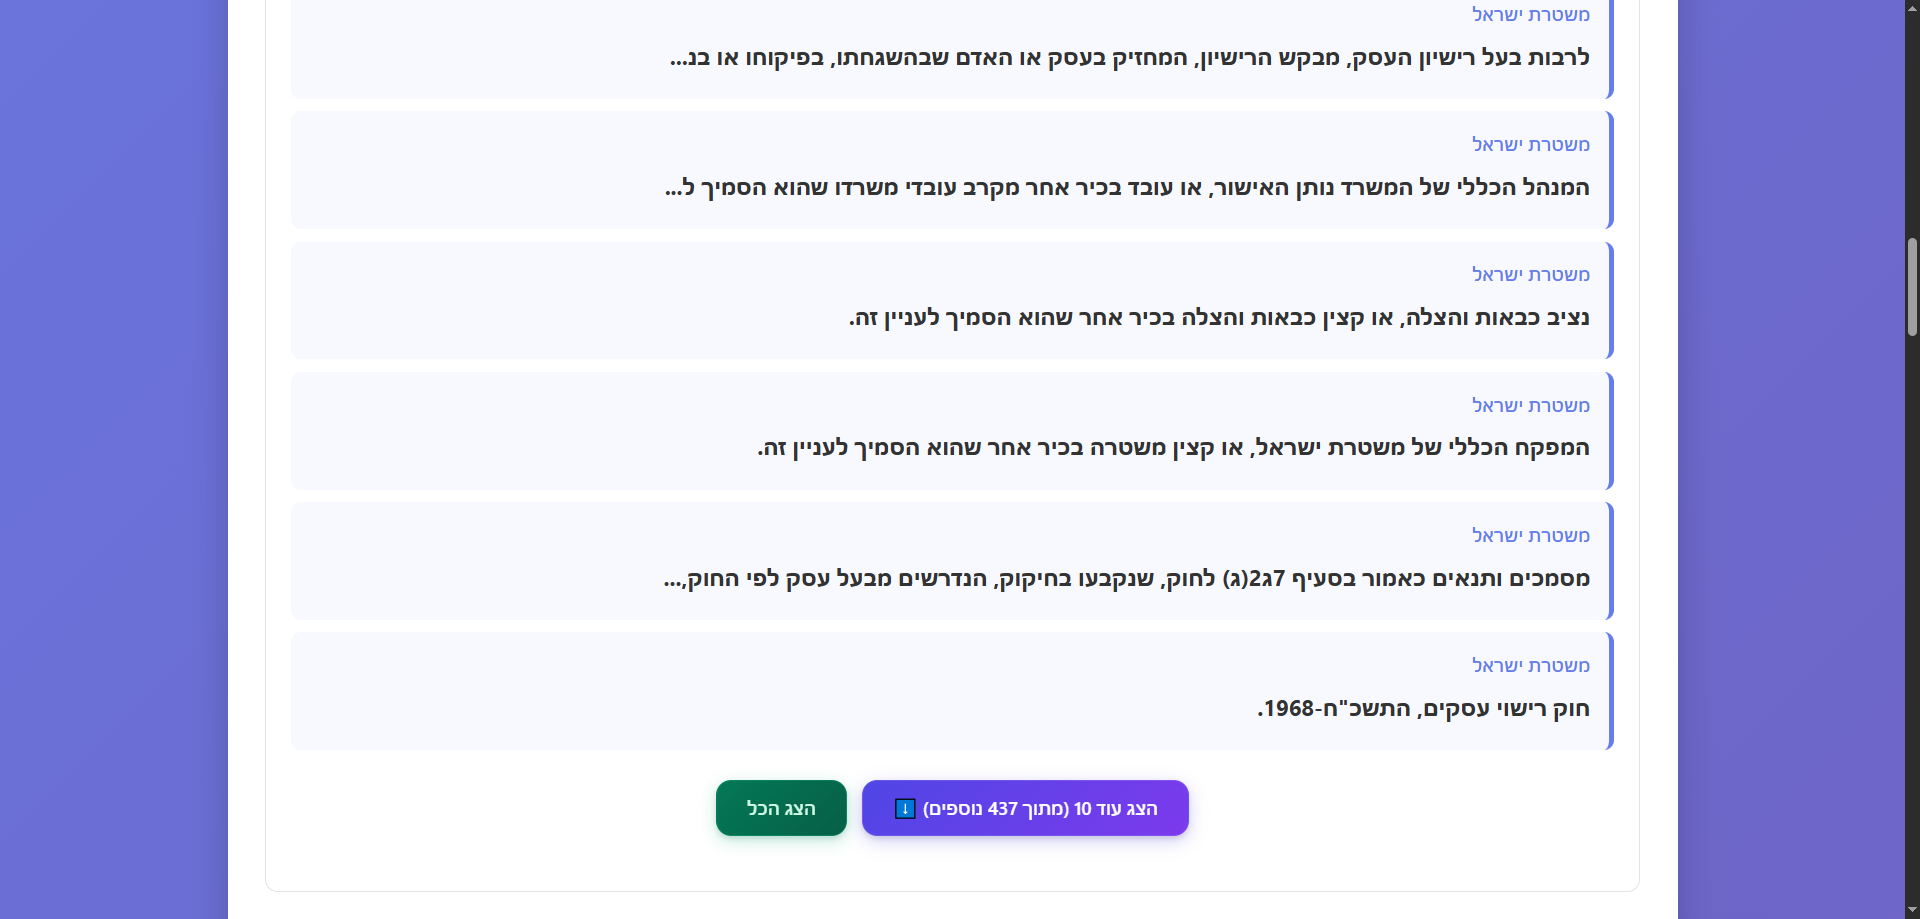 משטרת ישראל
לרבות בעל רישיון העסק, מבקש הרישיון, המחזיק בעסק או האדם שבהשגחתו, בפיקוחו או בנ...
משטרת ישראל
המנהל הכללי של המשרד נותן האישור, או עובד בכיר אחר מקרב עובדי משרדו שהוא הסמיך ל...
משטרת ישראל
נציב כבאות והצלה, או קצין כבאות והצלה בכיר אחר שהוא הסמיך לעניין זה.
משטרת ישראל
המפקח הכללי של משטרת ישראל, או קצין משטרה בכיר אחר שהוא הסמיך לעניין זה.
משטרת ישראל
מסמכים ותנאים כאמור בסעיף 7ג2(ג) לחוק, שנקבעו בחיקוק, הנדרשים מבעל עסק לפי החוק,...
משטרת ישראל
חוק רישוי עסקים, התשכ"ח-1968.
הצג עוד 10 (מתוך 437 נוספים) ⬇️
הצג הכל